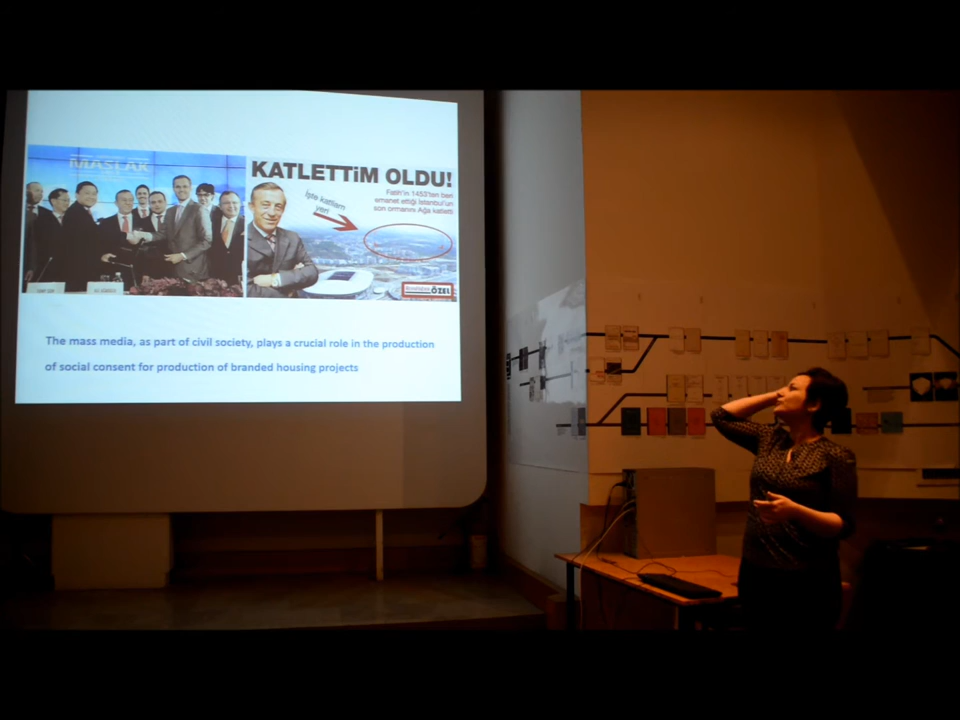 MASLAK
KATLETTiM OLDU!
İşte katliam
yeri
Fatih'in 1453'ten beri
emanet ettiği İstanbul'un
son ormanını Ağa katletti
ÖZEL
The mass media, as part of civil society, plays a crucial role in the production
of social consent for production of branded housing projects